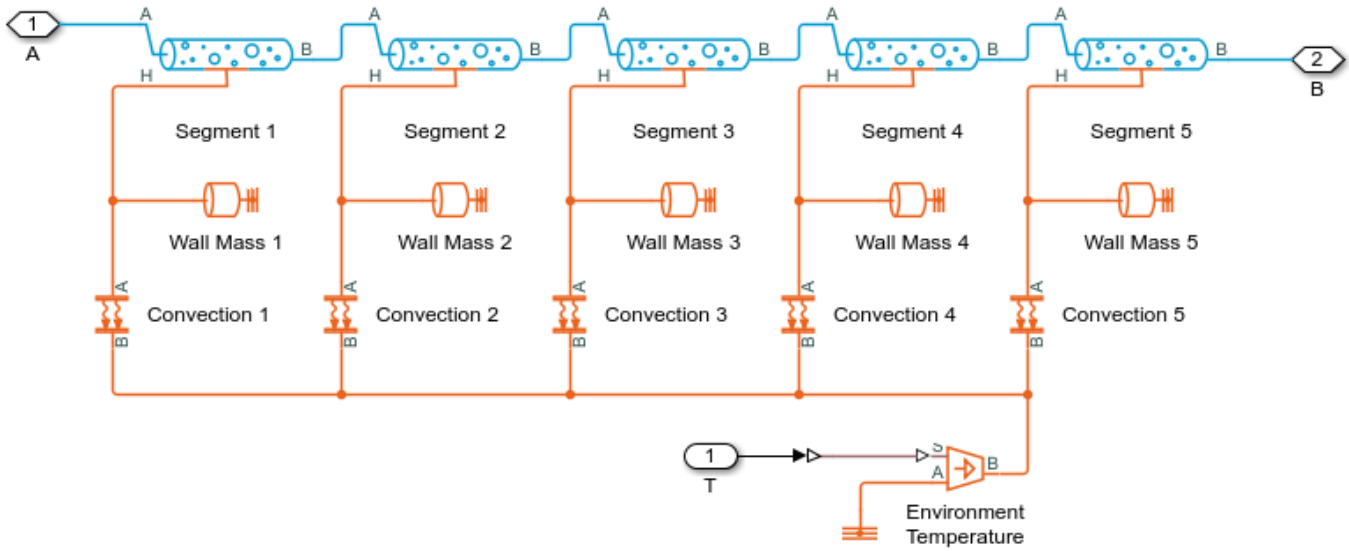 A A A A A
1
B B B B B
2
A
B
H H H H H
Segment 1 Segment 2 Segment 3 Segment 4 Segment 5
Wall Mass 1 Wall Mass 2 Wall Mass 3 Wall Mass 4 Wall Mass 5
A A A A A
Convection 1 Convection 2 Convection 3 Convection 4 Convection 5
B B B B B
1
S
B
A
T
Environment
Temperature